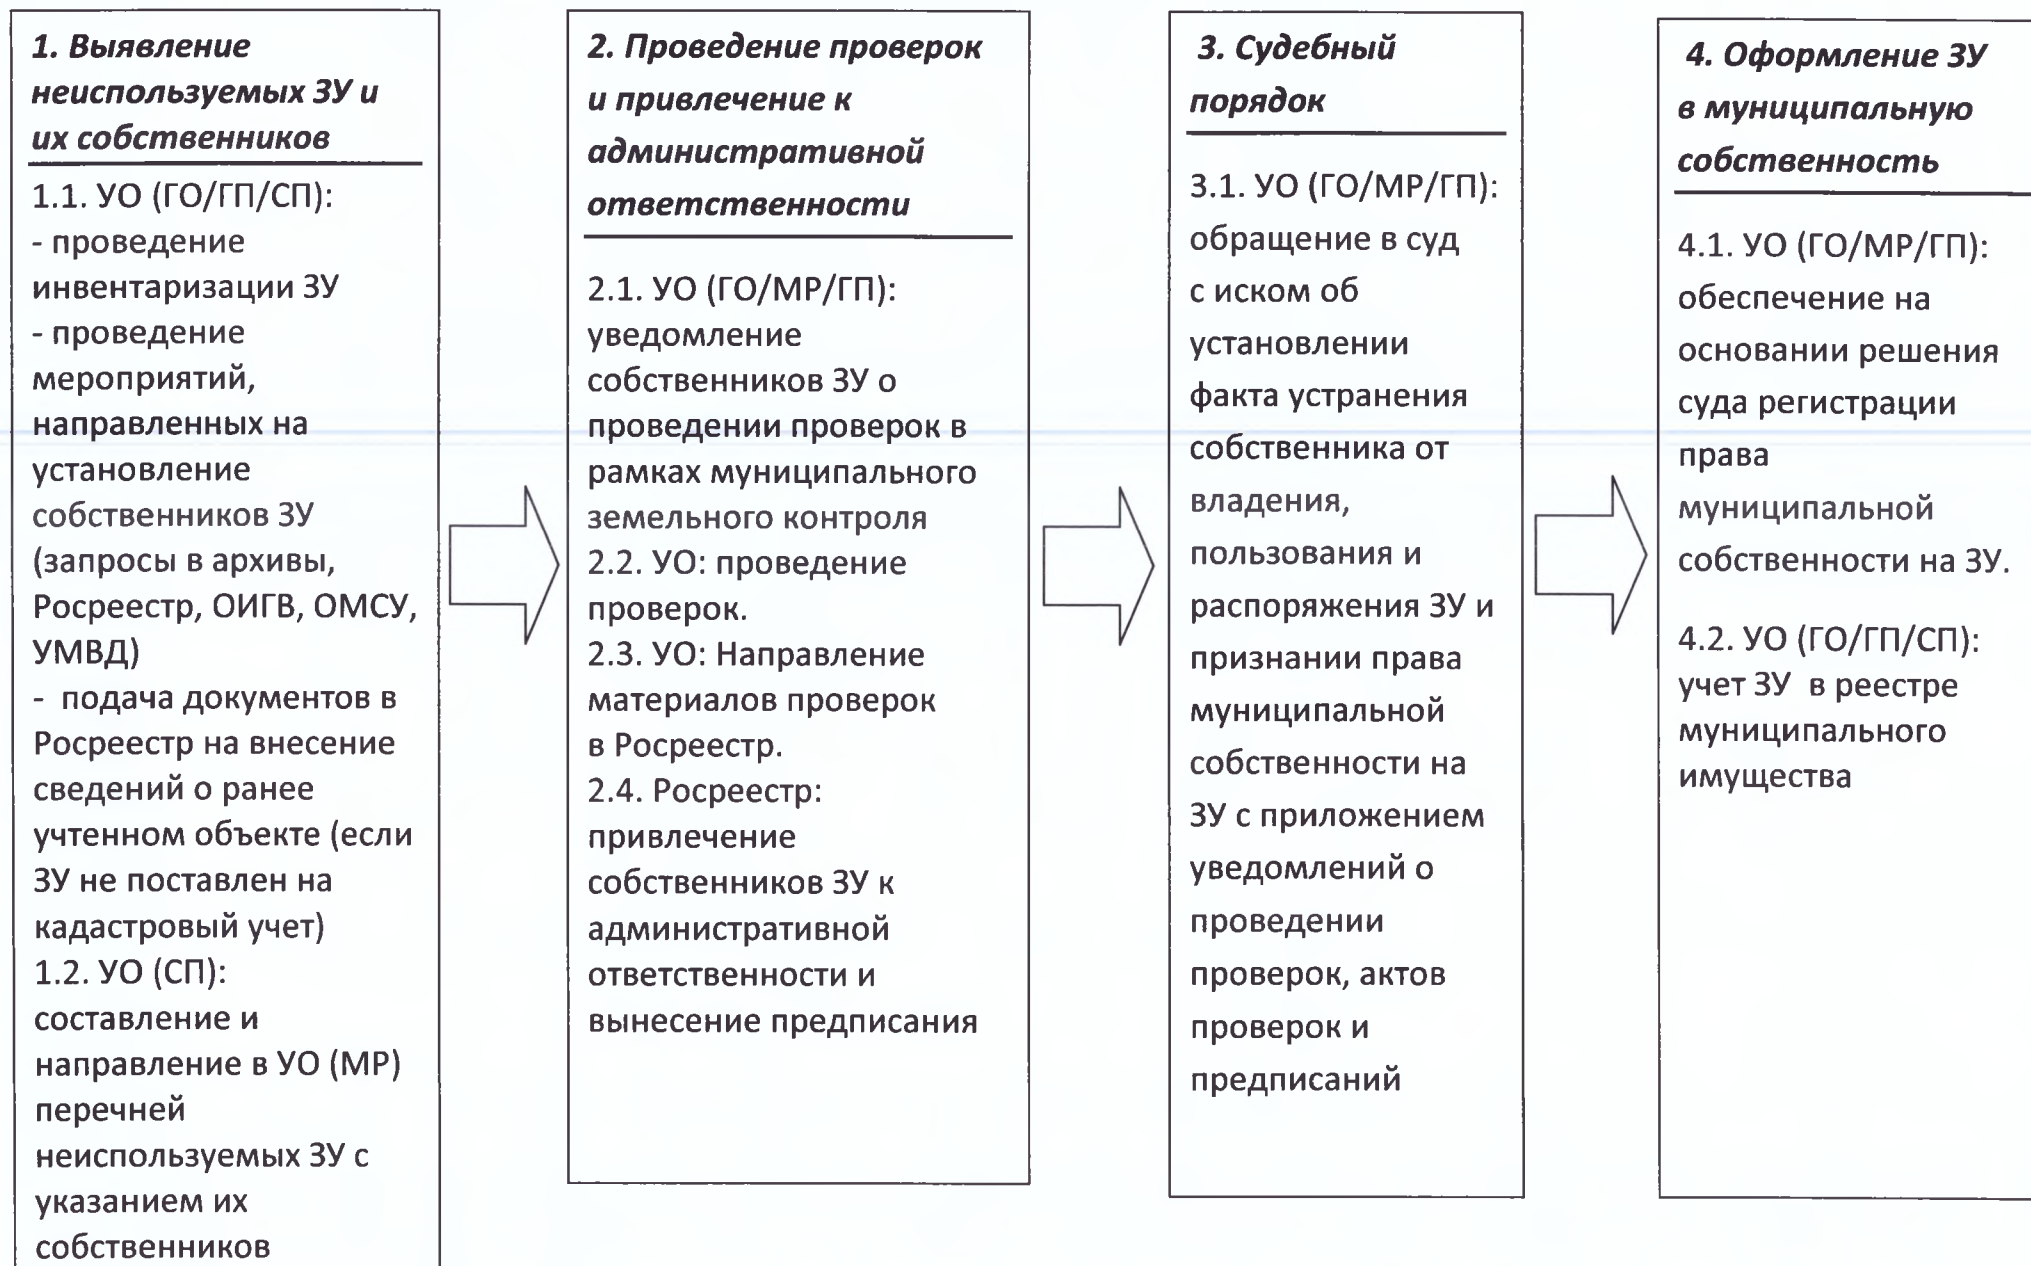 1. Выявление
неиспользуемых ЗУ и
их собственников
1.1. УО (ГО/ГП/СП):
- проведение
инвентаризации ЗУ
- проведение
мероприятий,
направленных на
установление
собственников ЗУ
(запросы в архивы,
Росреестр, ОИГВ, ОМСУ,
УМВД)
- подача документов в
Росреестр на внесение
сведений о ранее
учтенном объекте (если
ЗУ не поставлен на
кадастровый учет)
1.2. УО (СП):
составление и
направление в УО (МР)
перечней
неиспользуемых ЗУ с
указанием их
собственников
2. Проведение проверок
и привлечение к
административной
ответственности
2.1. УО (ГО/МР/ГП):
уведомление
собственников ЗУ о
проведении проверок в
рамках муниципального
земельного контроля
2.2. УО: проведение
проверок.
2.3. УО: Направление
материалов проверок
в Росреестр.
2.4. Росреестр:
привлечение
собственников ЗУ к
административной
ответственности и
вынесение предписания
3. Судебный
порядок
3.1. УО (ГО/МР/ГП):
обращение в суд
с иском об
установлении
факта устранения
собственника от
владения,
пользования и
распоряжения ЗУ и
признании права
муниципальной
собственности на
ЗУ с приложением
уведомлений о
проведении
проверок, актов
проверок и
предписаний
4. Оформление ЗУ
в муниципальную
собственность
4.1. УО (ГО/МР/ГП):
обеспечение на
основании решения
суда регистрации
права
муниципальной
собственности на ЗУ.
4.2. УО (ГО/ГП/СП):
учет ЗУ в реестре
муниципального
имущества